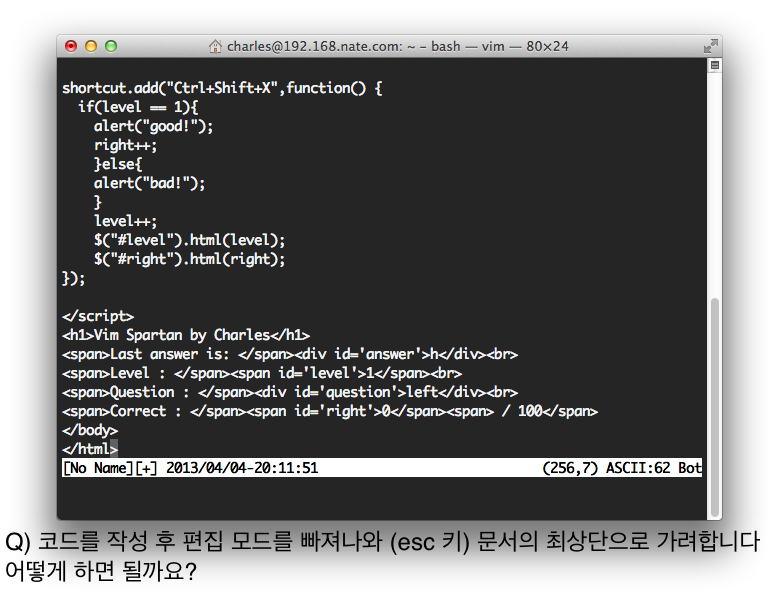 charles@192.168.nate.com: ~ – bash — vim — 80×24
shortcut.add("Ctrl+Shift+X",function() {
  if(level == 1){
    alert("good!");
    right++;
    }else{
    alert("bad!");
    }
    level++;
    $("#level").html(level);
    $("#right").html(right);
});
</script>
<h1>Vim Spartan by Charles</h1>
<span>Last answer is: </span><div id='answer'>h</div><br>
<span>Level : </span><span id='level'>1</span><br>
<span>Question : </span><div id='question'>left</div><br>
<span>Correct : </span><span id='right'>0</span><span> / 100</span>
</body>
</html>
[No Name][+] 2013/04/04-20:11:51 (256,7) ASCII:62 Bot
Q) 코드를 작성 후 편집 모드를 빠져나와 (esc 키) 문서의 최상단으로 가려합니다
어떻게 하면 될까요?